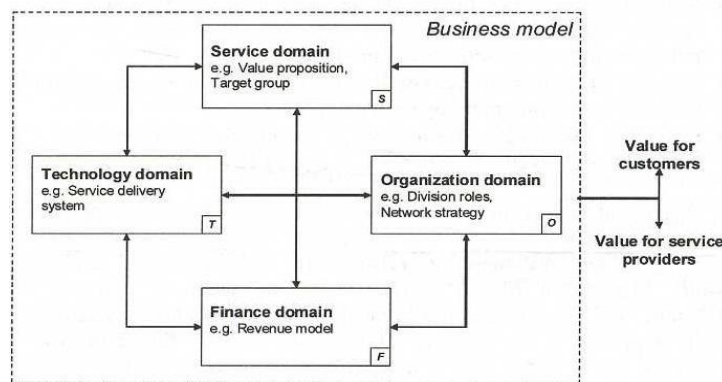 Business model
Service domain
e.g. Value proposition,
Target group
S
Technology domain
e.g. Service delivery
system
T
Organization domain
e.g. Division roles,
Network strategy
O
Value for
customers
Value for service
providers
Finance domain
e.g. Revenue model
F